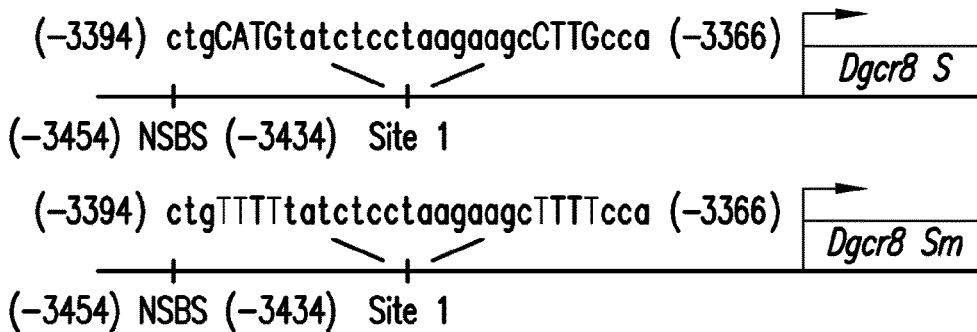 (-3394) ctgCATGtatctcctaagaagcCTTGcca (-3366)
Dgcr8 S
(-3454) NSBS (-3434) Site 1
(-3394) ctgTTTTtatctcctaagaagcTTTTcca (-3366)
Dgcr8 Sm
(-3454) NSBS (-3434) Site 1